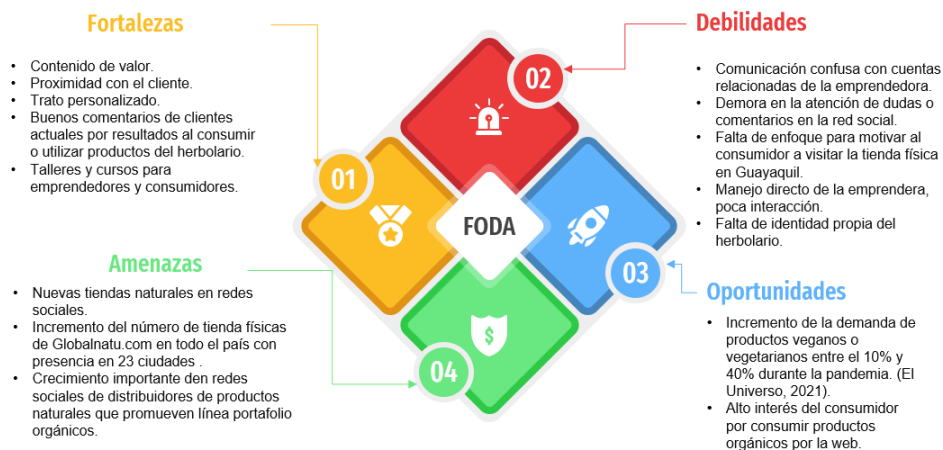 Fortalezas
• Contenido de valor.
• Proximidad con el cliente.
• Trato personalizado.
• Buenos comentarios de clientes
actuales por resultados al consumir
o utilizar productos del herbolario.
• Talleres y cursos para
emprendedores y consumidores.
01
Debilidades
02
• Comunicación confusa con cuentas
relacionadas de la emprendedora.
• Demora en la atención de dudas o
comentarios en la red social.
• Falta de enfoque para motivar al
consumidor a visitar la tienda física
en Guayaquil.
• Manejo directo de la emprendera,
poca interacción.
• Falta de identidad propia del
herbolario.
FODA
Amenazas
• Nuevas tiendas naturales en redes
sociales.
• Incremento del número de tienda físicas
de Globalnatu.com en todo el país con
presencia en 23 ciudades .
• Crecimiento importante den redes
sociales de distribuidores de productos
naturales que promueven línea portafolio
orgánicos.
04
$
03
Oportunidades
• Incremento de la demanda de
productos veganos o
vegetarianos entre el 10% y
40% durante la pandemia. (El
Universo, 2021).
• Alto interés del consumidor
por consumir productos
orgánicos por la web.